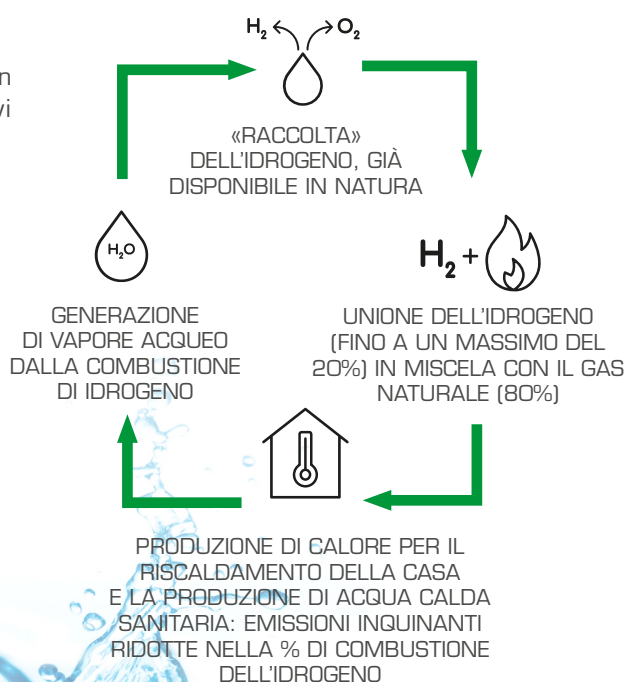 H₂ O₂
n
vi
«RACCOLTA»
DELL'IDROGENO, GIÀ
DISPONIBILE IN NATURA
H₂ +
UNIONE DELL'IDROGENO
(FINO A UN MASSIMO DEL
20%) IN MISCELA CON IL GAS
NATURALE (80%)
PRODUZIONE DI CALORE PER IL
RISCALDAMENTO DELLA CASA
E LA PRODUZIONE DI ACQUA CALDA
SANITARIA: EMISSIONI INQUINANTI
RIDOTTE NELLA % DI COMBUSTIONE
DELL'IDROGENO
H₂O
GENERAZIONE
DI VAPORE ACQUEO
DALLA COMBUSTIONE
DI IDROGENO